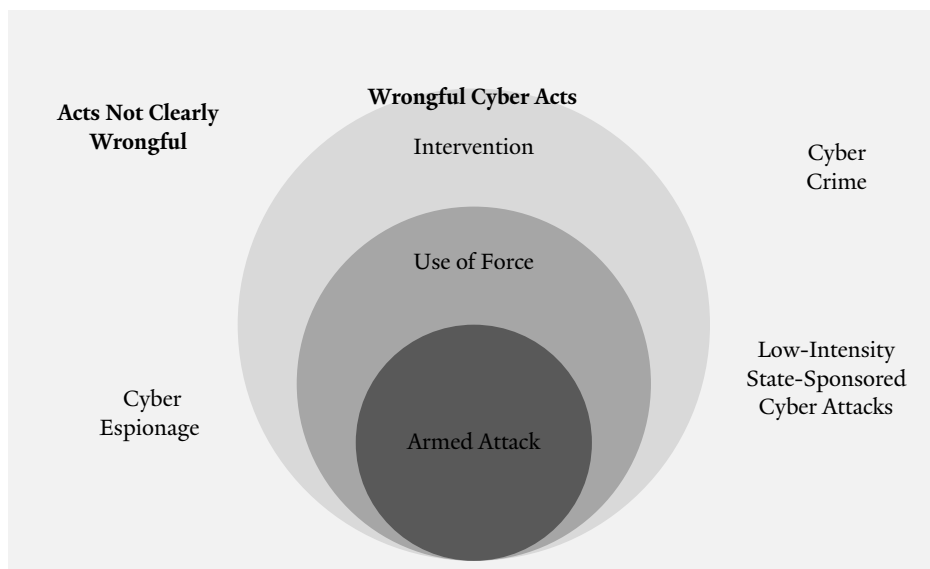 Wrongful Cyber Acts
Acts Not Clearly
Wrongful
Intervention
Cyber
Crime
Use of Force
Low-Intensity
State-Sponsored
Cyber Attacks
Cyber
Espionage
Armed Attack